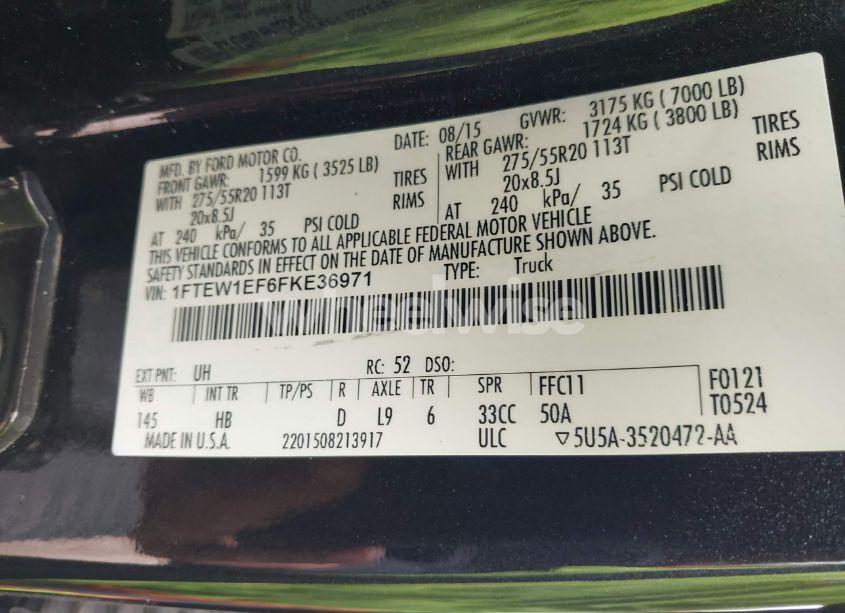 MFD. BY FORD MOTOR CO.
DATE: 08/15 GVWR: 3175 KG ( 7000 LB)
FRONT GAWR: 1599 KG ( 3525 LB) REAR GAWR: 1724 KG ( 3800 LB)
WITH 275/55R20 113T TIRES WITH 275/55R20 113T TIRES
20x8.5J RIMS 20x8.5J RIMS
AT 240 kPa/ 35 PSI COLD AT 240 kPa/ 35 PSI COLD
THIS VEHICLE CONFORMS TO ALL APPLICABLE FEDERAL MOTOR VEHICLE
SAFETY STANDARDS IN EFFECT ON THE DATE OF MANUFACTURE SHOWN ABOVE.
VIN: 1FTEW1EF6FKE36971 TYPE: Truck
wheelwise
EXT PNT: UH RC: 52 DSO:
WB INT TR TP/PS R AXLE TR SPR FFC11 F0121
145 HB D L9 6 33CC 50A T0524
MADE IN U.S.A. 2201508213917 ULC ▽5U5A-3520472-AA